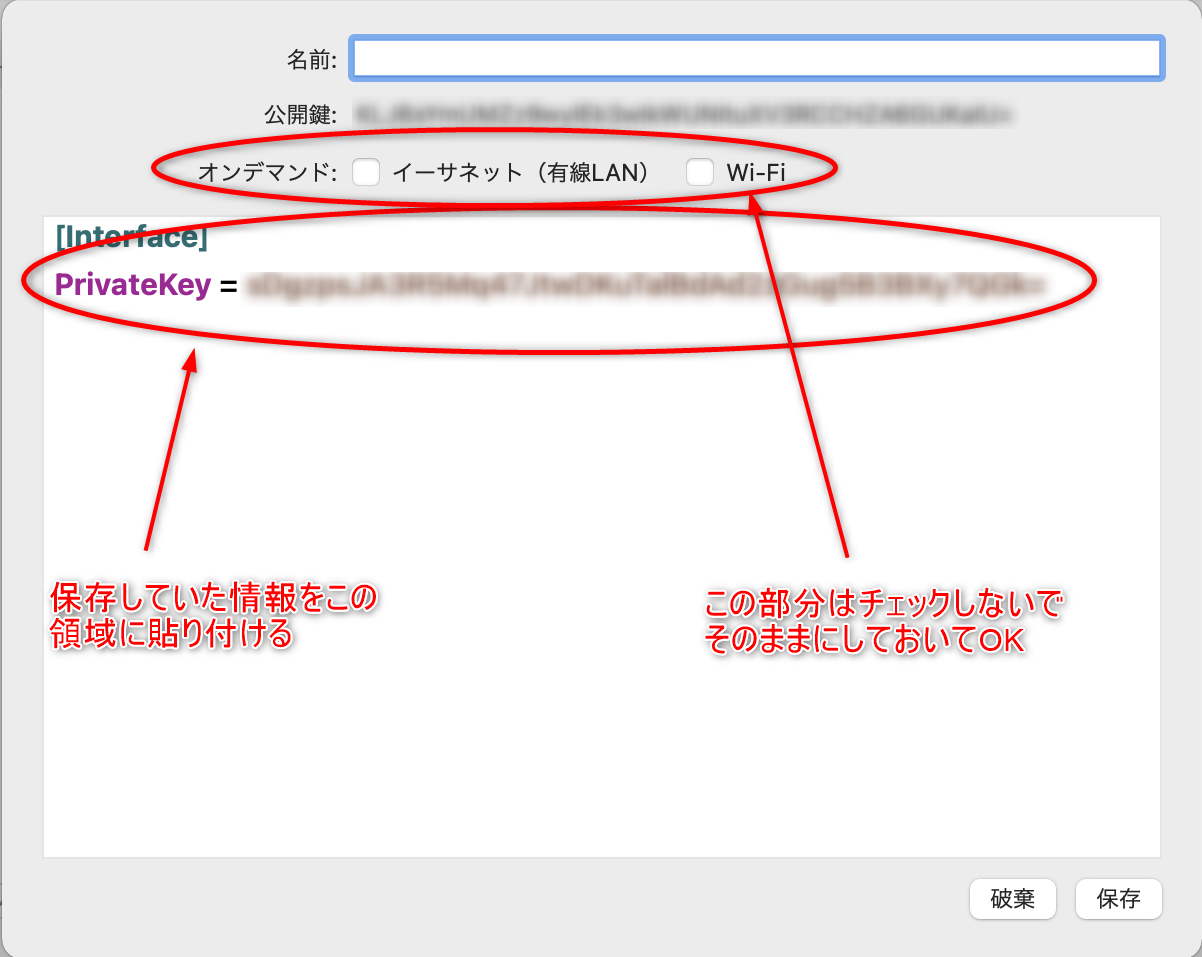 名前:
公開鍵:
オンデマンド: イーサネット（有線LAN） Wi-Fi
[Interface]
PrivateKey =
保存していた情報をこの
領域に貼り付ける
この部分はチェックしないで
そのままにしておいてOK
破棄 保存